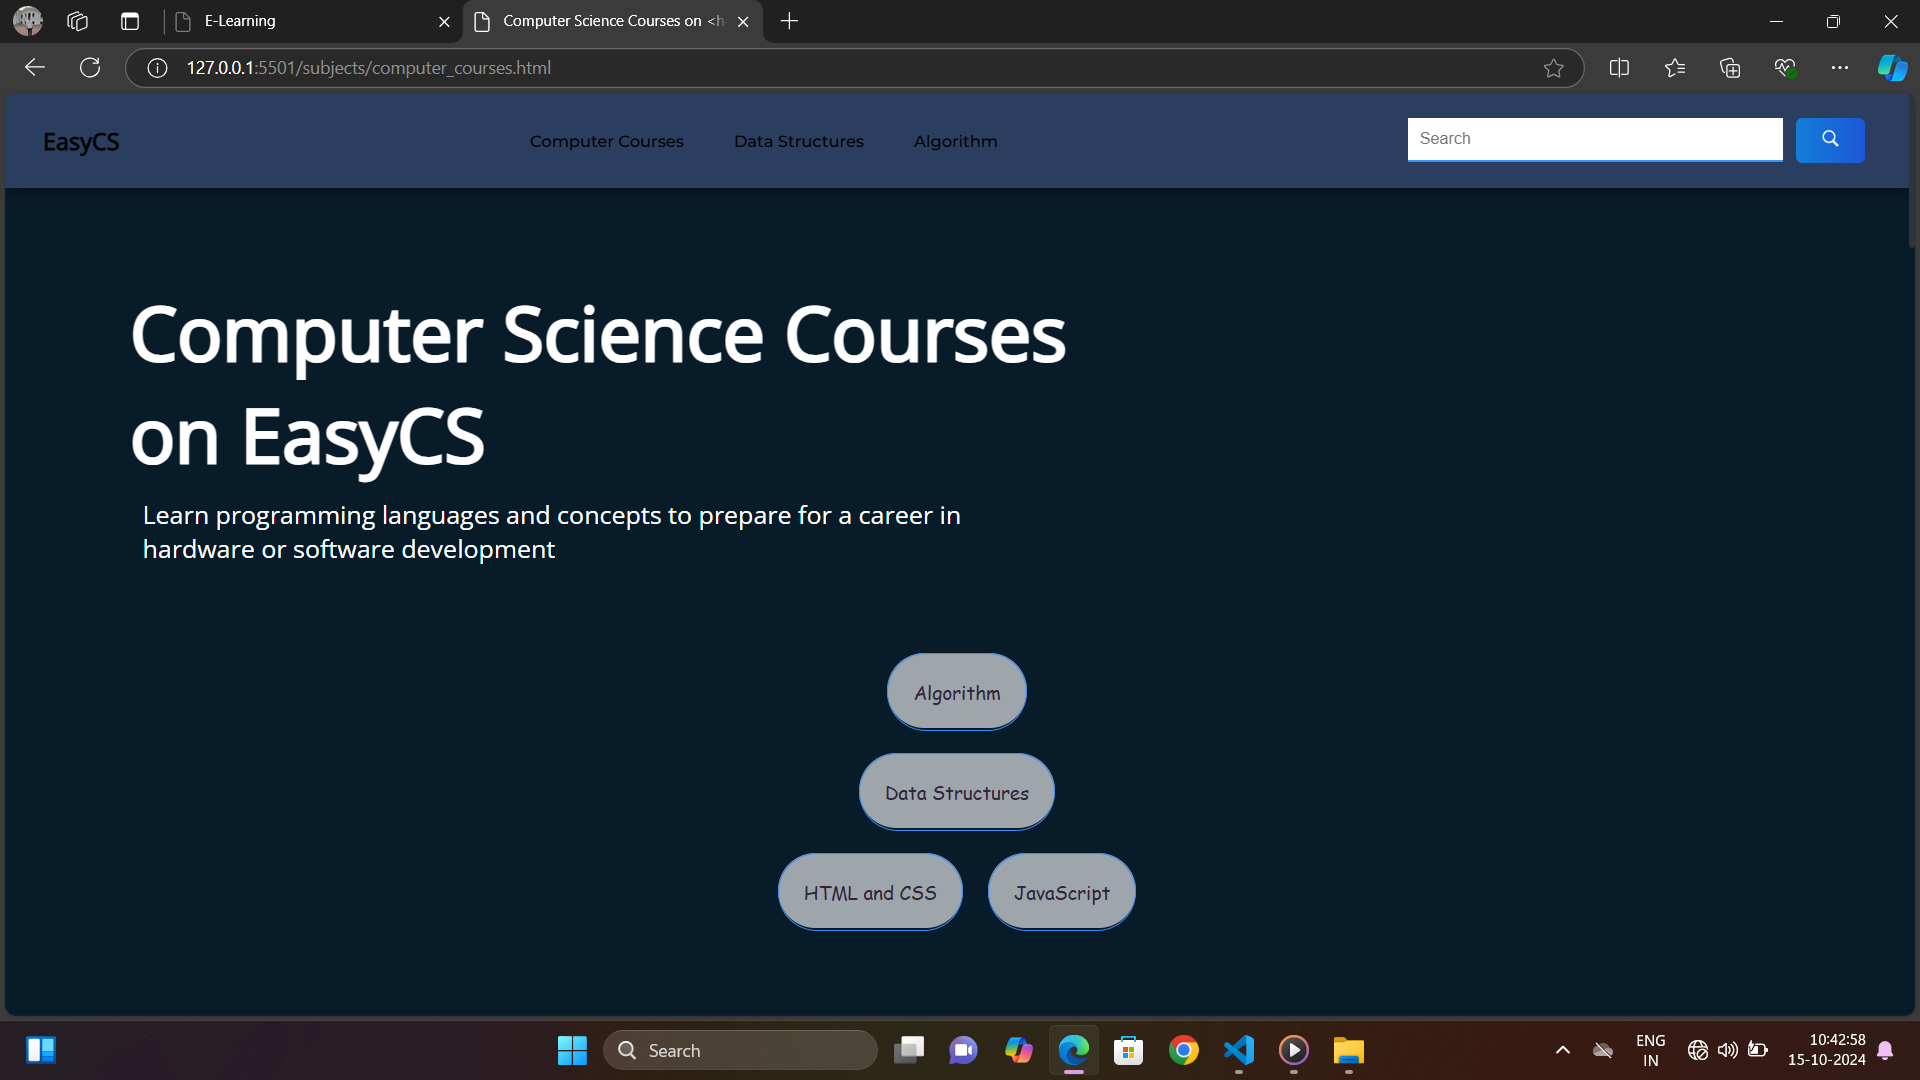 E-Learning
Computer Science Courses on <h
127.0.0.1:5501/subjects/computer_courses.html
EasyCS
Computer Courses
Data Structures
Algorithm
Search
Computer Science Courses
on EasyCS
Learn programming languages and concepts to prepare for a career in
hardware or software development
Algorithm
Data Structures
HTML and CSS
JavaScript
Search
ENG
IN
10:42:58
15-10-2024